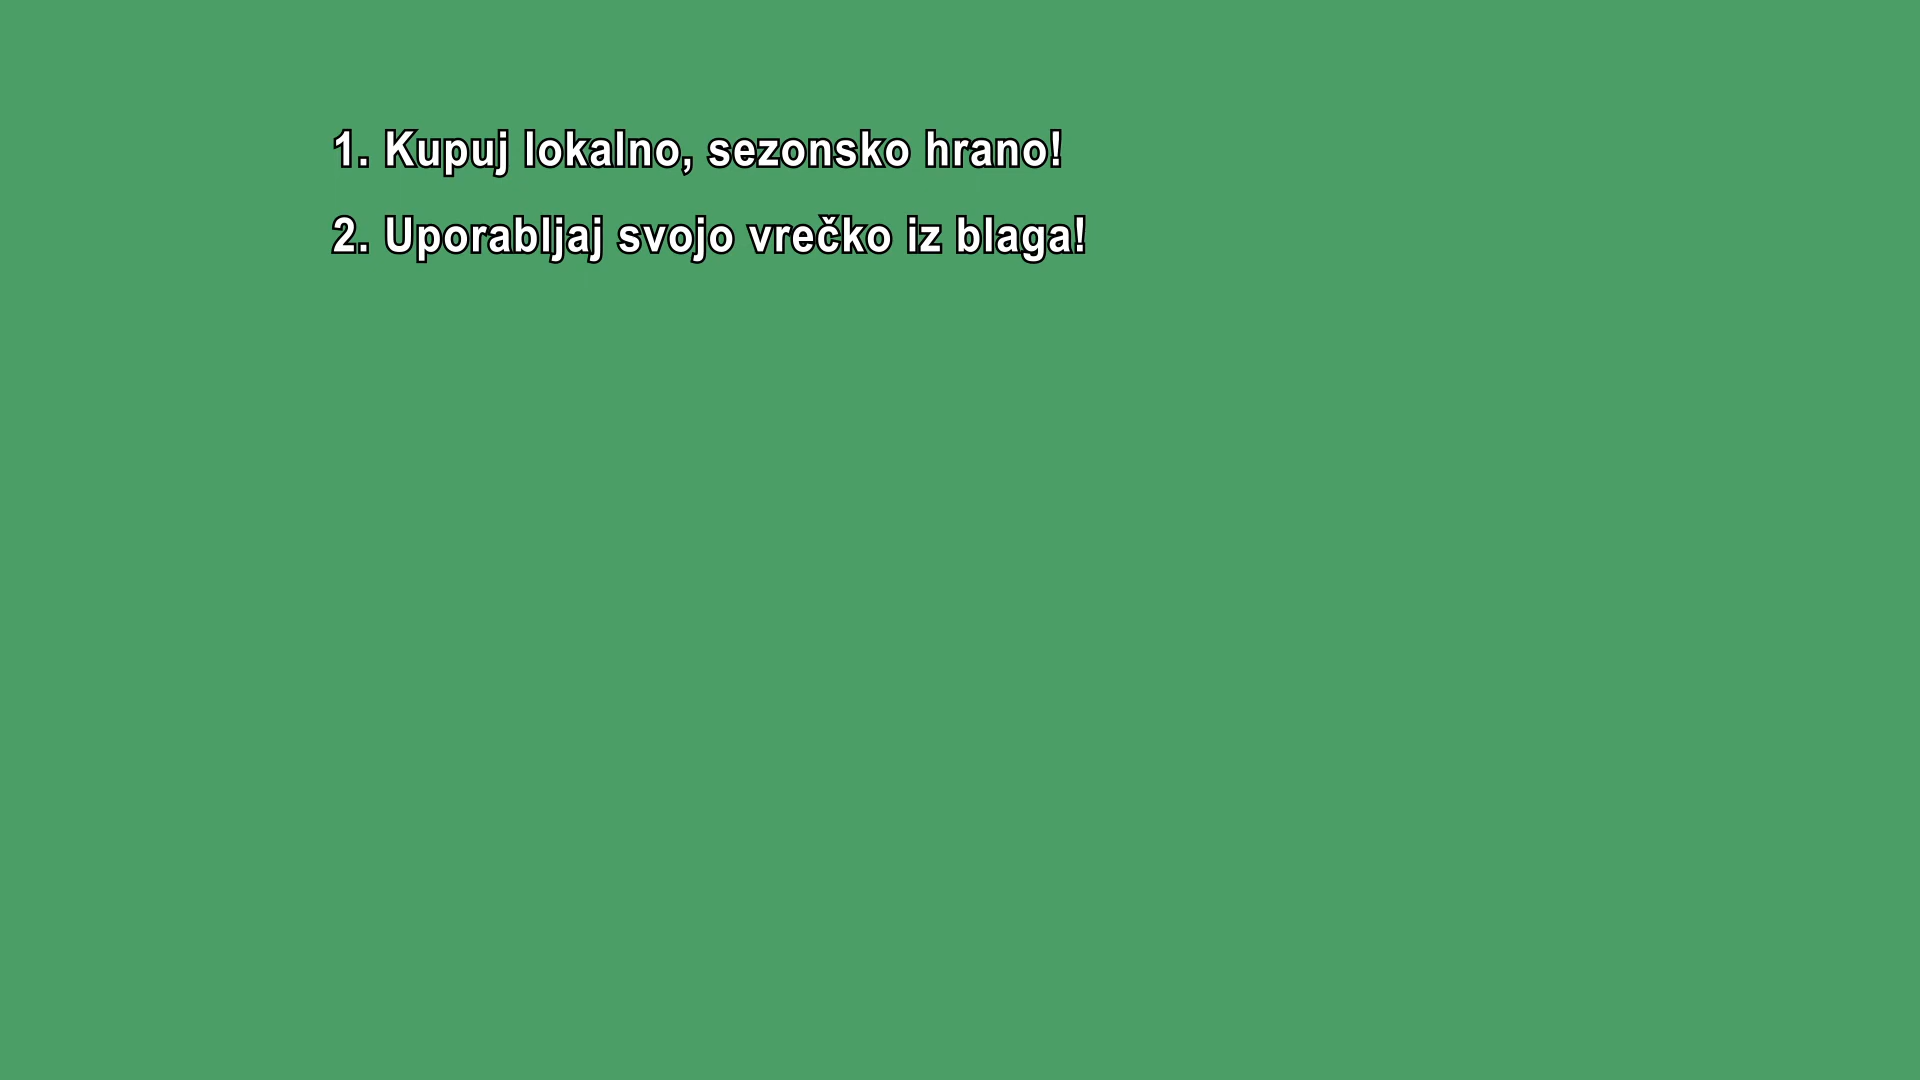 1. Kupuj lokalno, sezonsko hrano!
2. Uporabljaj svojo vrečko iz blaga!